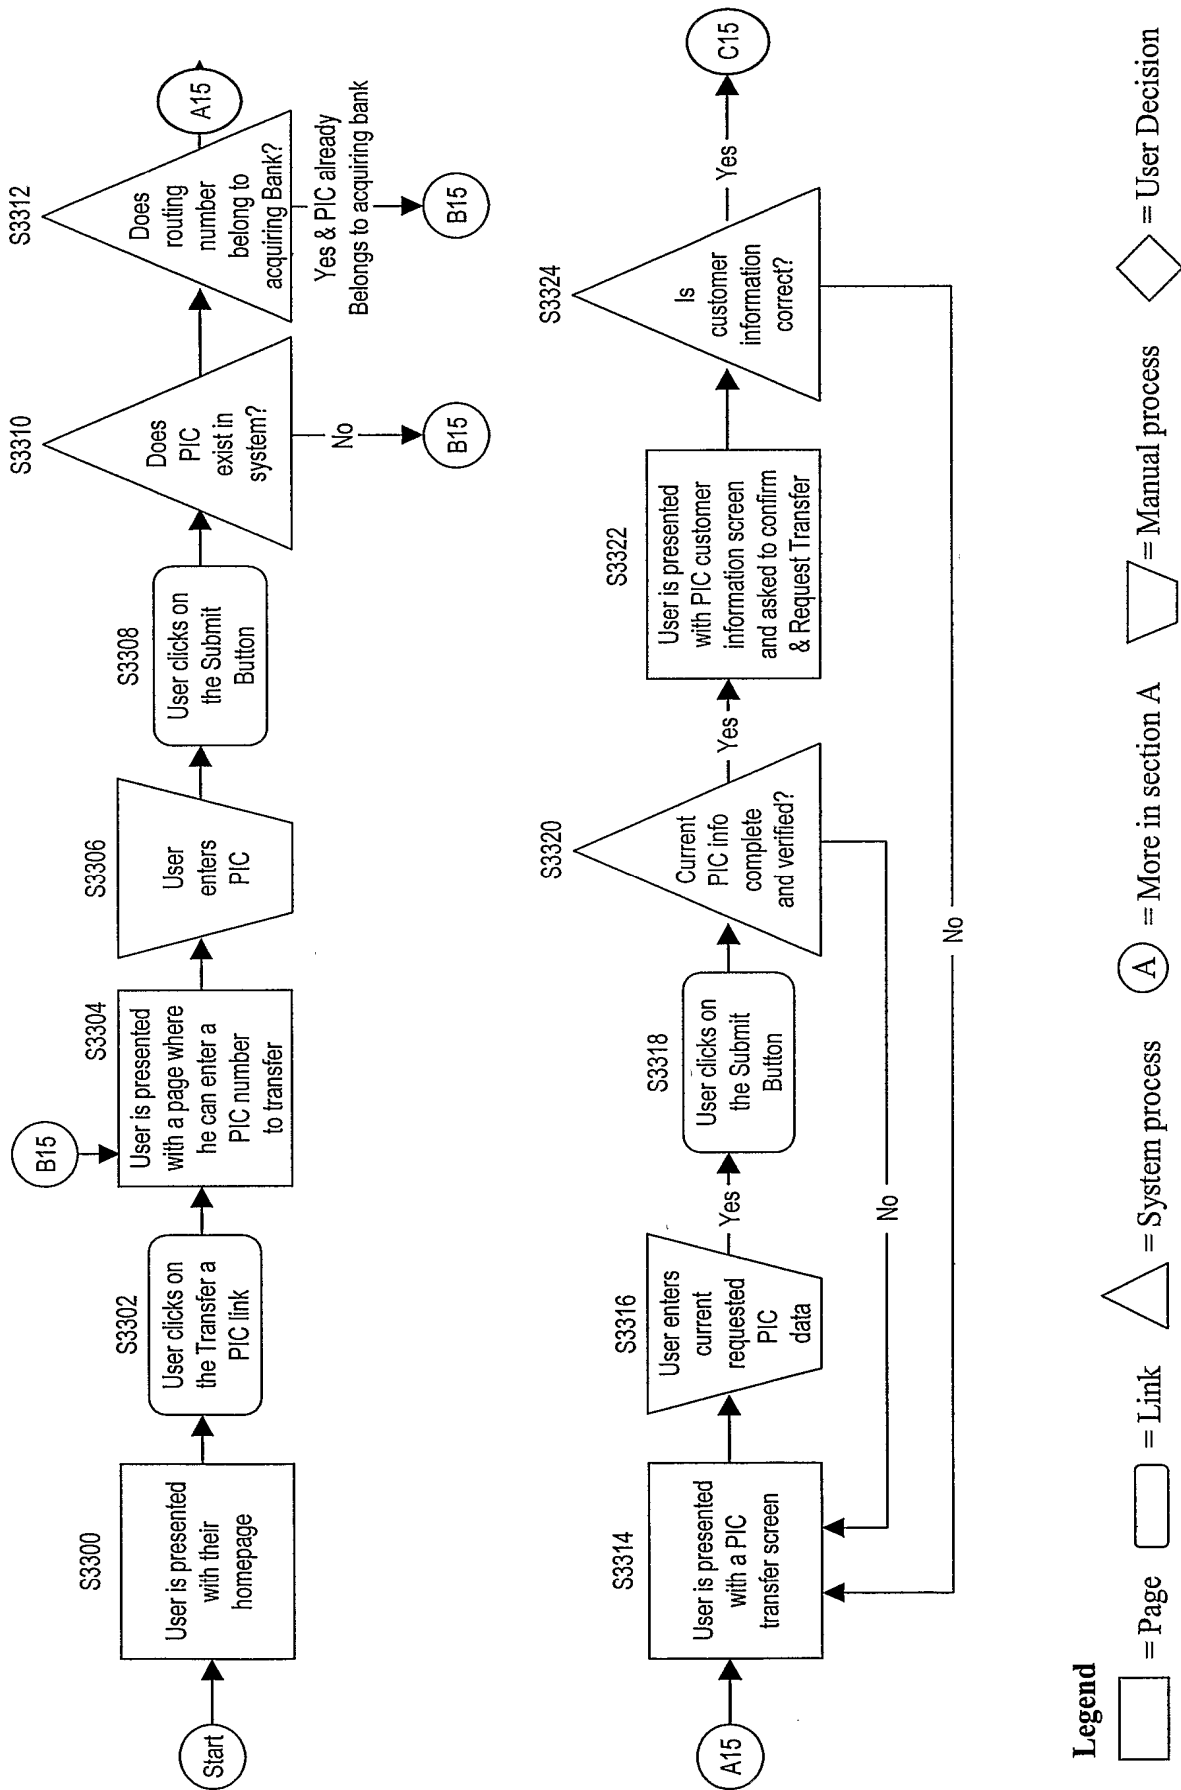 Start
S3300
User is presented
with their
homepage
S3302
User clicks on
the Transfer a
PIC link
B15
S3304
User is presented
with a page where
he can enter a
PIC number
to transfer
S3306
User
enters
PIC
S3308
User clicks on
the Submit
Button
S3310
Does
PIC
exist in
system?
No
B15
S3312
Does
routing
number
belong to
acquiring Bank?
Yes & PIC already
Belongs to acquiring bank
B15
A15
A15
S3314
User is presented
with a PIC
transfer screen
S3316
User enters
current
requested
PIC
data
Yes
S3318
User clicks on
the Submit
Button
S3320
Current
PIC info
complete
and verified?
Yes
No
S3322
User is presented
with PIC customer
information screen
and asked to confirm
& Request Transfer
S3324
Is
customer
information
correct?
Yes
No
C15
Legend
= Page
= Link
= System process
A
= More in section A
= Manual process
= User Decision